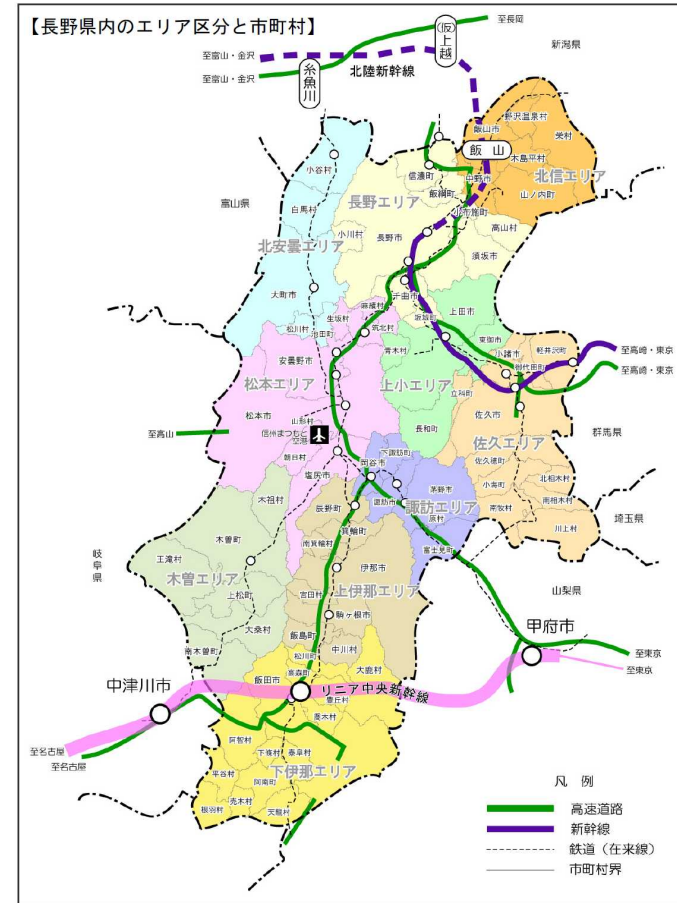 【長野県内のエリア区分と市町村】
至長岡
(仮)上越
新潟県
至富山・金沢
北陸新幹線
至富山・金沢
糸魚川
野沢温泉村
飯山市
栄村
飯山
木島平村
北信エリア
小谷村
信濃町
中野市
山ノ内町
飯綱町
富山県
白馬村
長野エリア
小布施町
小川村
長野市
高山村
北安曇エリア
須坂市
大町市
千曲市
麻績村
上田市
生坂村
坂城町
松川村
池田町
筑北村
東御市
小諸市
軽井沢町
至高崎・東京
安曇野市
青木村
御代田町
至高崎・東京
松本エリア
上小エリア
立科町
松本市
山形村
長和町
佐久市
群馬県
至高山
信州まつもと空港
佐久エリア
朝日村
下諏訪町
岡谷市
佐久穂町
塩尻市
茅野市
小海町
北相木村
木祖村
辰野町
諏訪市
諏訪エリア
原村
南牧村
南相木村
木曽町
箕輪町
川上村
埼玉県
南箕輪村
富士見町
王滝村
伊那市
岐阜県
木曽エリア
上伊那エリア
山梨県
上松町
宮田村
大桑村
駒ヶ根市
飯島町
中川村
甲府市
南木曽町
松川町
大鹿村
至東京
高森町
至東京
中津川市
飯田市
リニア中央新幹線
豊丘村
喬木村
至名古屋
阿智村
至名古屋
下條村
泰阜村
平谷村
下伊那エリア
阿南町
売木村
根羽村
天龍村
凡 例
高速道路
新幹線
鉄道（在来線）
市町村界